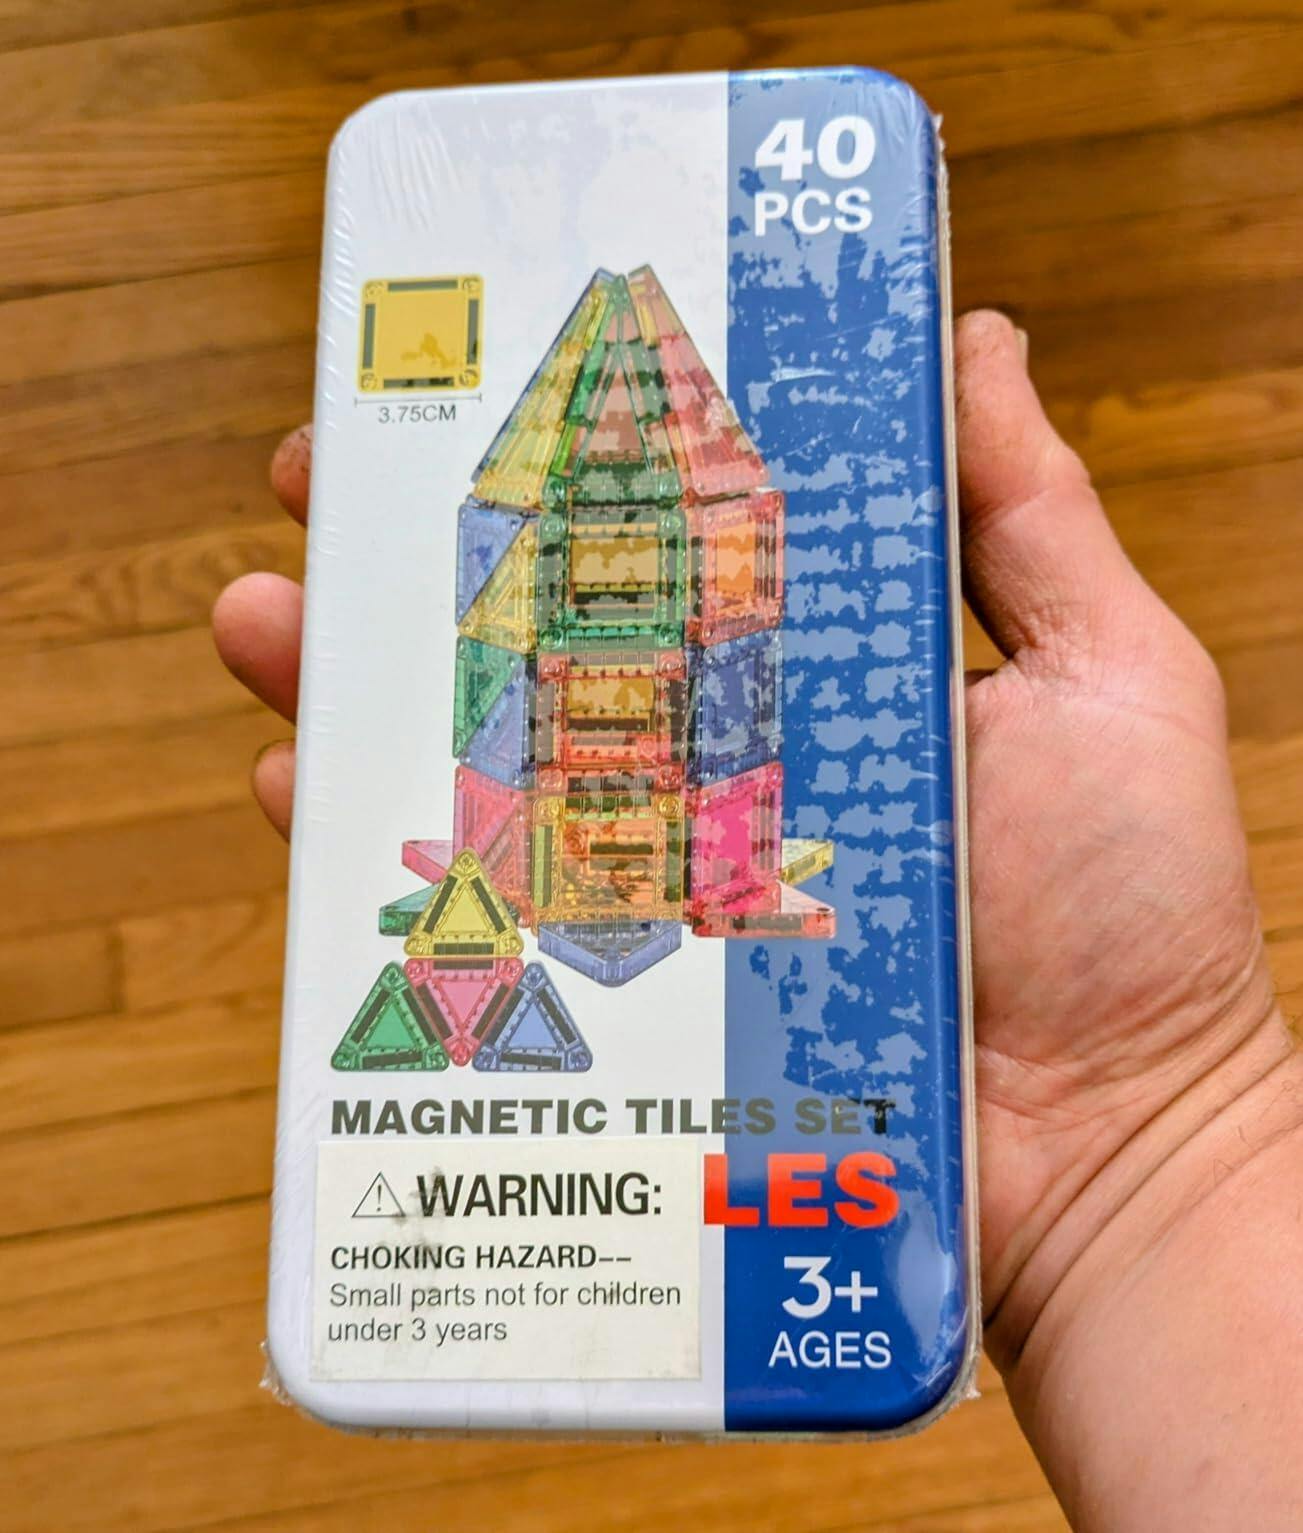 40
PCS
3.75CM
MAGNETIC TILES SET
LES
⚠ WARNING:
CHOKING HAZARD--
Small parts not for children
under 3 years
3+
AGES